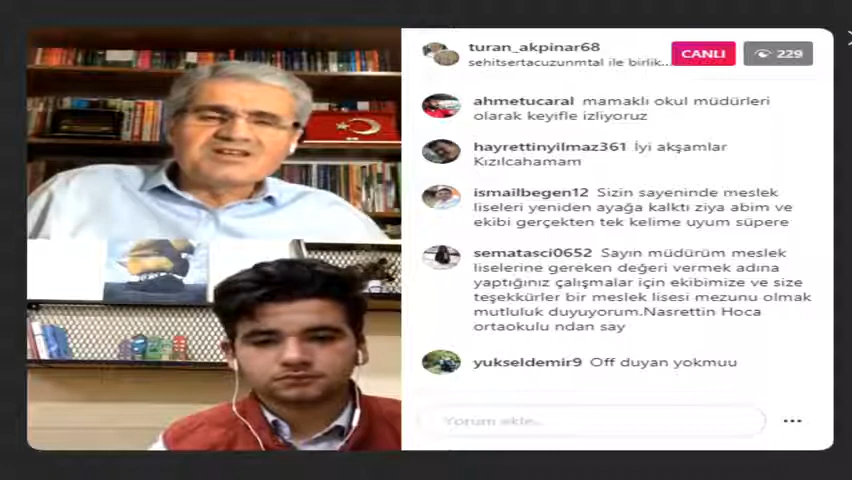 turan_akpinar68
sehitsertacuzunmtal ile birlik...
CANLI
229
ahmetucaral mamaklı okul müdürleri
olarak keyifle izliyoruz
hayrettinyilmaz361 İyi akşamlar
Kızılcahamam
ismailbegen12 Sizin sayeninde meslek
liseleri yeniden ayağa kalktı ziya abim ve
ekibi gerçekten tek kelime uyum süpere
sematasci0652 Sayın müdürüm meslek
liselerine gereken değeri vermek adına
yaptığınız çalışmalar için ekibimize ve size
teşekkürler bir meslek lisesi mezunu olmak
mutluluk duyuyorum.Nasrettin Hoca
ortaokulu ndan say
yukseldemir9 Off duyan yokmuu
Yorum ekle...